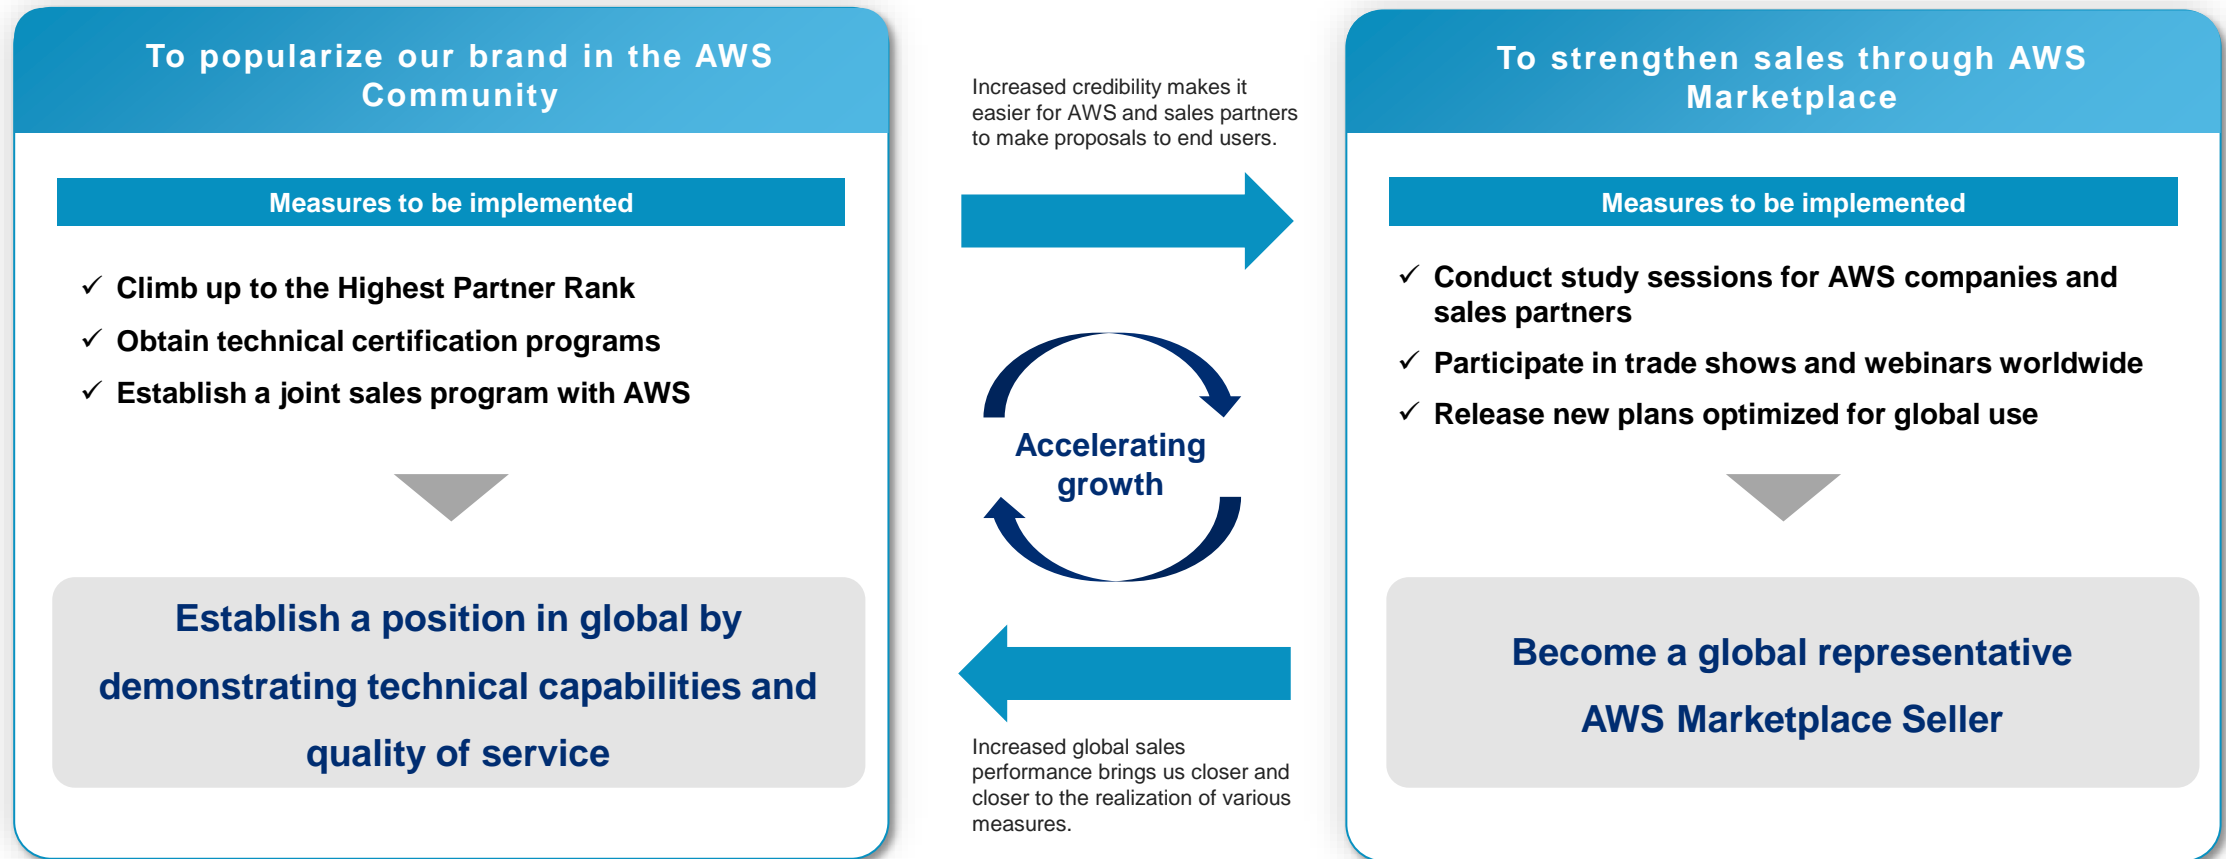 To popularize our brand in the AWS
Community
Measures to be implemented
✓ Climb up to the Highest Partner Rank
✓ Obtain technical certification programs
✓ Establish a joint sales program with AWS
Establish a position in global by
demonstrating technical capabilities and
quality of service
Increased credibility makes it
easier for AWS and sales partners
to make proposals to end users.
Accelerating
growth
Increased global sales
performance brings us closer and
closer to the realization of various
measures.
To strengthen sales through AWS
Marketplace
Measures to be implemented
✓ Conduct study sessions for AWS companies and
sales partners
✓ Participate in trade shows and webinars worldwide
✓ Release new plans optimized for global use
Become a global representative
AWS Marketplace Seller